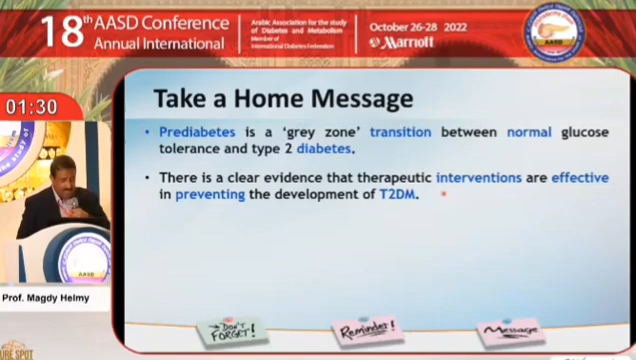 18th AASD Conference
Annual International
Arabic Association for the study
of Diabetes and Metabolism
Member of
International Diabetes Federation
October 26-28 2022
Marriott
AASD
01:30
Take a Home Message
• Prediabetes is a ‘grey zone’ transition between normal glucose
tolerance and type 2 diabetes.
• There is a clear evidence that therapeutic interventions are effective
in preventing the development of T2DM.
AASD
Prof. Magdy Helmy
DON'T
FORGET!
Reminder!
Message
URE SPOT